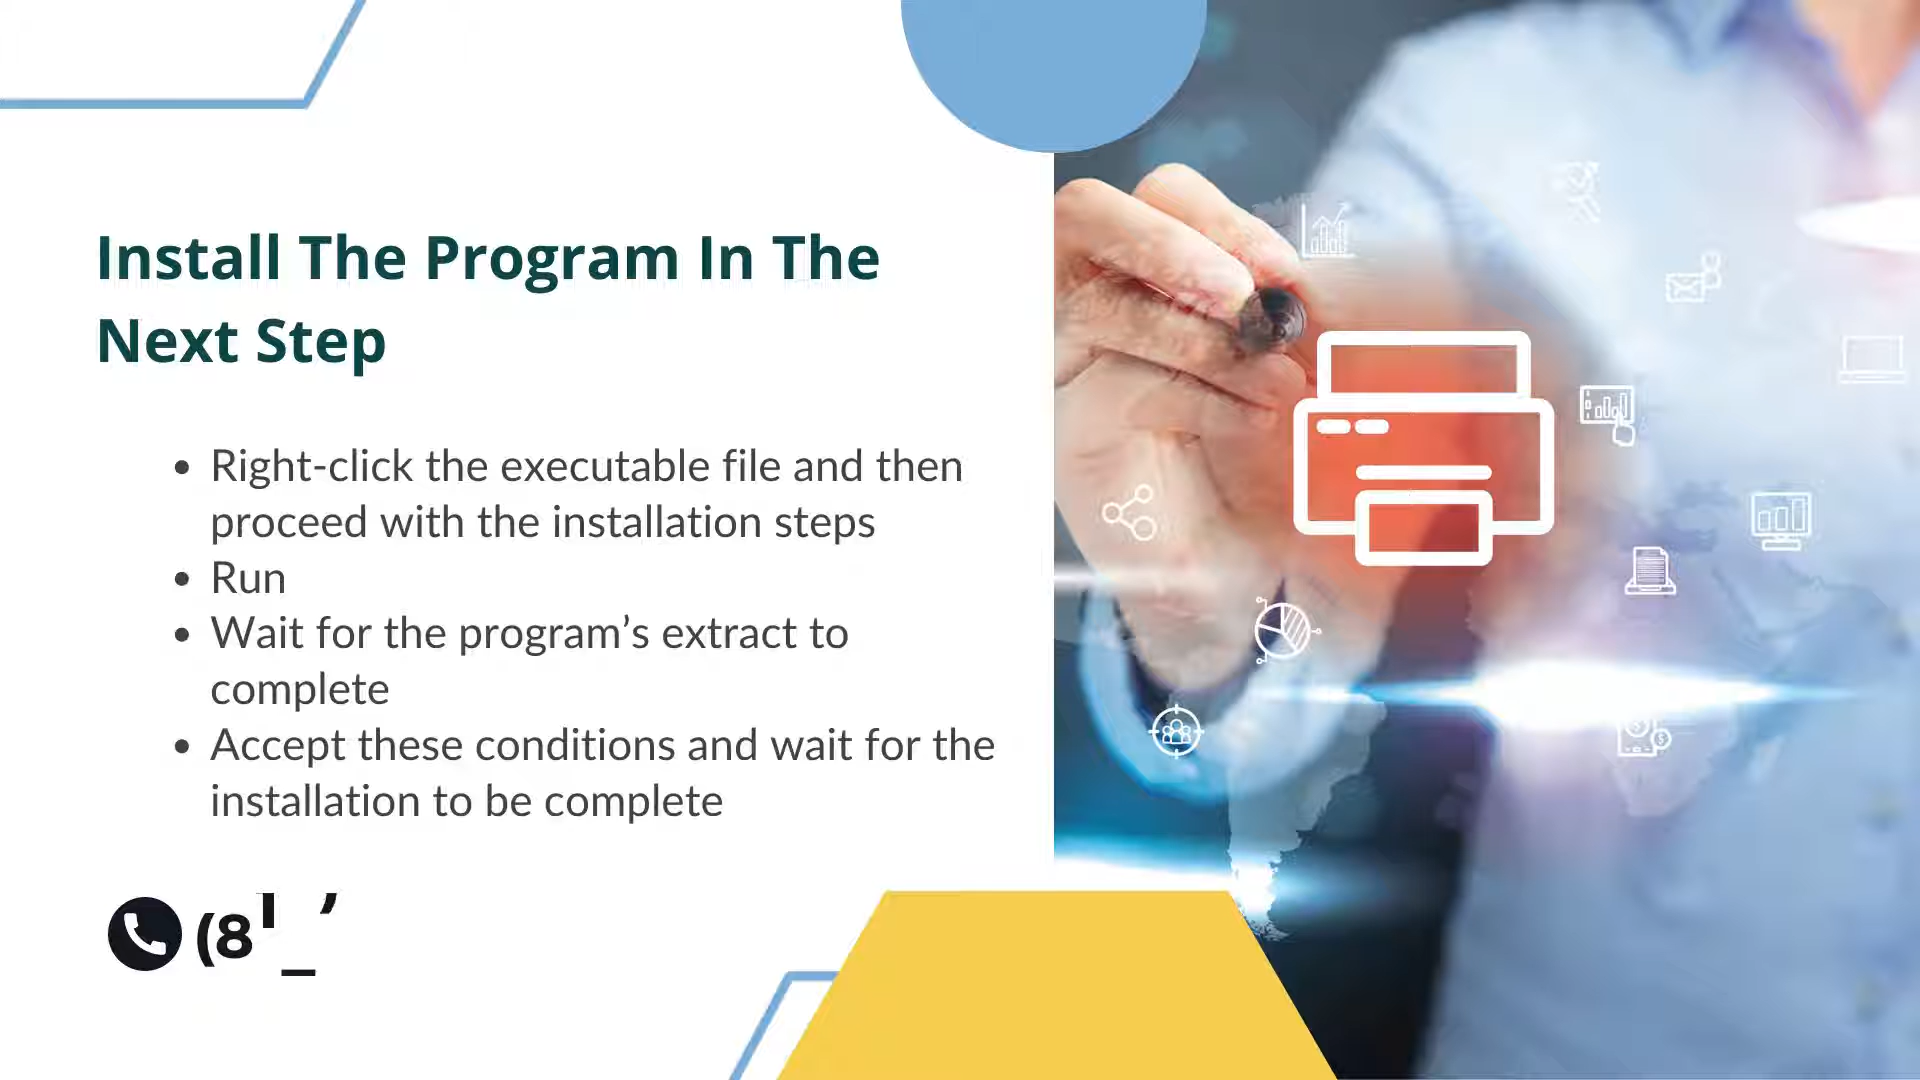 Install The Program In The
Next Step
• Right-click the executable file and then
proceed with the installation steps
• Run
• Wait for the program’s extract to
complete
• Accept these conditions and wait for the
installation to be complete
(8